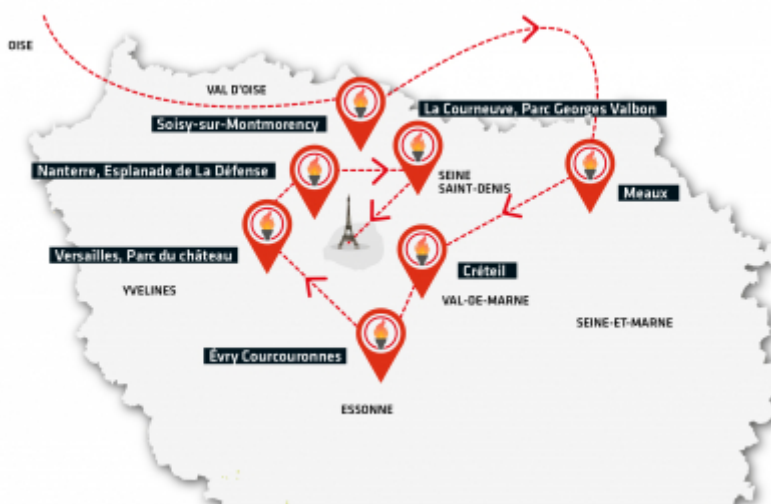 OISE
VAL D'OISE
La Courneuve, Parc Georges Valbon
Soisy-sur-Montmorency
Nanterre, Esplanade de La Défense
SEINE
SAINT-DENIS
Meaux
Versailles, Parc du château
Créteil
YVELINES
VAL-DE-MARNE
SEINE-ET-MARNE
Évry Courcouronnes
ESSONNE